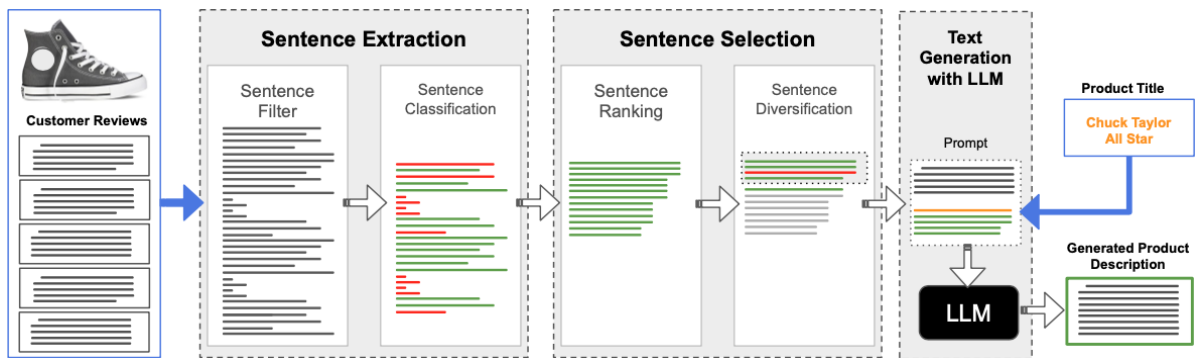 Customer Reviews
Sentence Extraction
Sentence
Filter
Sentence
Classification
Sentence Selection
Sentence
Ranking
Sentence
Diversification
Text
Generation
with LLM
Prompt
LLM
Product Title
Chuck Taylor
All Star
Generated Product
Description